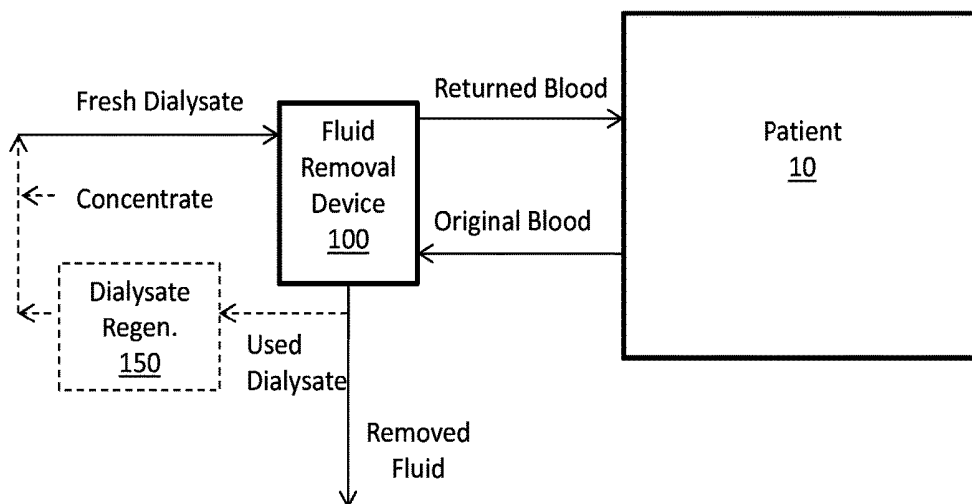 Fresh Dialysate
Concentrate
Dialysate
Regen.
150
Used
Dialysate
Removed
Fluid
Fluid
Removal
Device
100
Returned Blood
Original Blood
Patient
10